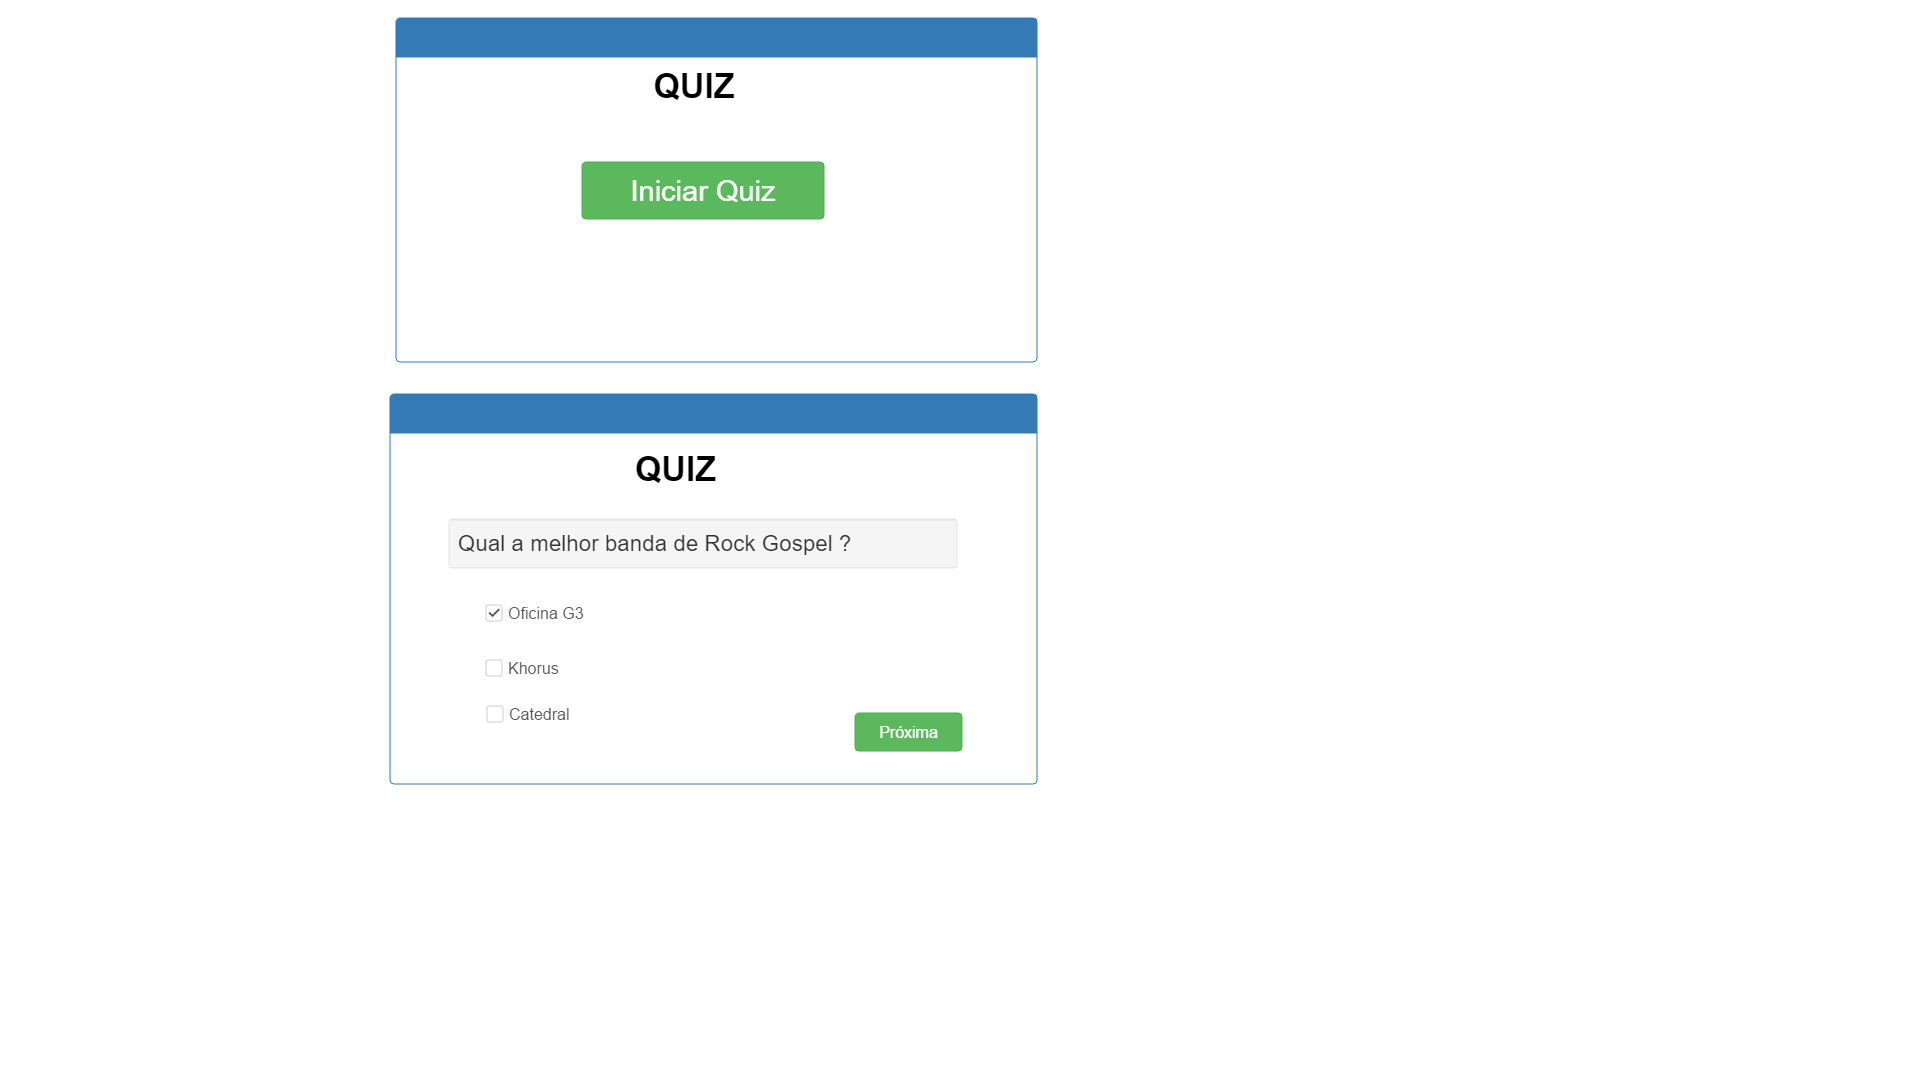 QUIZ
Iniciar Quiz
QUIZ
Qual a melhor banda de Rock Gospel ?
Oficina G3
Khorus
Catedral
Próxima